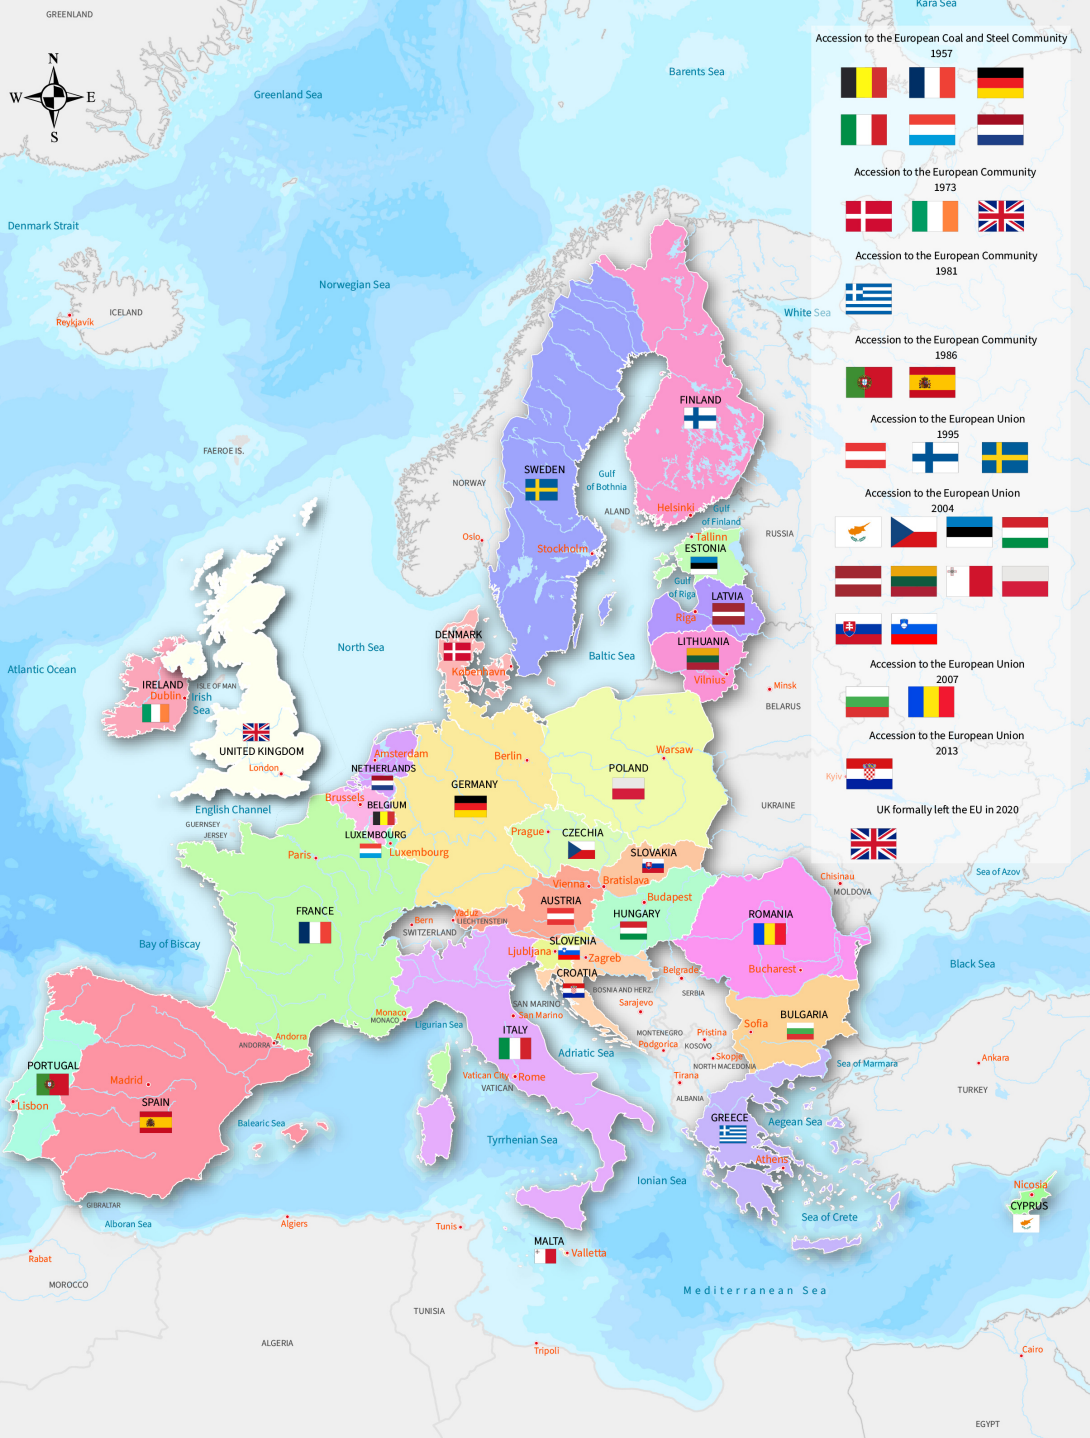 Kara Sea
GREENLAND
Accession to the European Coal and Steel Community
1957
N
W
E
S
Greenland Sea
Barents Sea
Accession to the European Community
1973
Denmark Strait
Accession to the European Community
1981
Norwegian Sea
White Sea
ICELAND
Reykjavík
Accession to the European Community
1986
FINLAND
Accession to the European Union
1995
FAEROE IS.
SWEDEN
Gulf
of Bothnia
NORWAY
Accession to the European Union
2004
Helsinki
Gulf
of Finland
ALAND
RUSSIA
Oslo
Tallinn
Stockholm
ESTONIA
Gulf
of Riga
LATVIA
Riga
DENMARK
LITHUANIA
North Sea
Baltic Sea
Accession to the European Union
2007
Atlantic Ocean
København
Vilnius
Minsk
IRELAND
ISLE OF MAN
Dublin
Irish
Sea
BELARUS
Accession to the European Union
2013
UNITED KINGDOM
Amsterdam
Berlin
Warsaw
London
NETHERLANDS
POLAND
Kyiv
GERMANY
Brussels
BELGIUM
UKRAINE
English Channel
UK formally left the EU in 2020
GUERNSEY
JERSEY
LUXEMBOURG
Prague
CZECHIA
Paris
Luxembourg
SLOVAKIA
Sea of Azov
Chisinau
MOLDOVA
Vienna
Bratislava
AUSTRIA
Budapest
FRANCE
Vaduz
LIECHTENSTEIN
Bern
SWITZERLAND
HUNGARY
ROMANIA
Bay of Biscay
SLOVENIA
Ljubljana
Zagreb
Black Sea
CROATIA
Belgrade
Bucharest
BOSNIA AND HERZ.
SERBIA
SAN MARINO
Sarajevo
Monaco
MONACO
San Marino
BULGARIA
Ligurian Sea
Sofia
ITALY
MONTENEGRO
Pristina
Andorra
ANDORRA
Podgorica
KOSOVO
Adriatic Sea
Skopje
NORTH MACEDONIA
Sea of Marmara
Ankara
PORTUGAL
Madrid
Vatican City
Rome
VATICAN
Tirana
TURKEY
Lisbon
SPAIN
ALBANIA
GREECE
Aegean Sea
Balearic Sea
Tyrrhenian Sea
Athens
Ionian Sea
Nicosia
CYPRUS
GIBRALTAR
Alboran Sea
Algiers
Tunis
Sea of Crete
MALTA
Valletta
Rabat
MOROCCO
Mediterranean Sea
TUNISIA
ALGERIA
Tripoli
Cairo
EGYPT